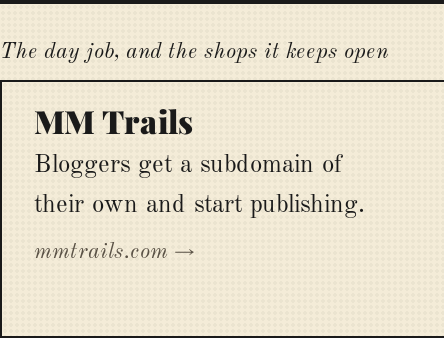 The day job, and the shops it keeps open
MM Trails
Bloggers get a subdomain of
their own and start publishing.
mmtrails.com →